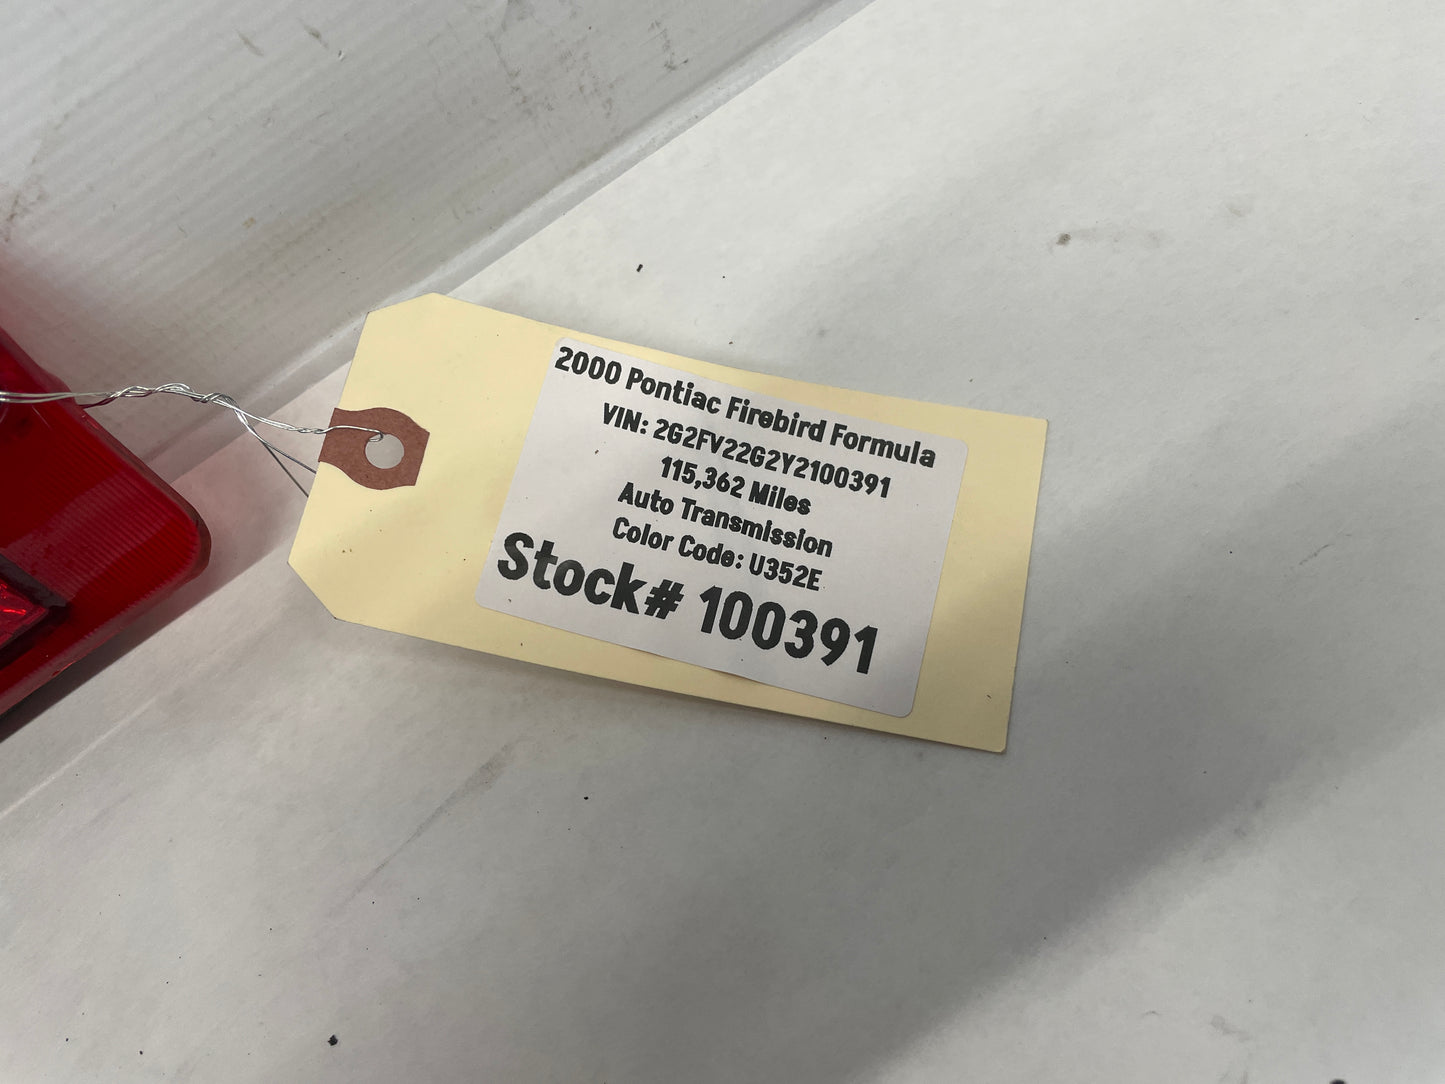 2000 Pontiac Firebird Formula
VIN: 2G2FV22G2Y2100391
115,362 Miles
Auto Transmission
Color Code: U352E
Stock# 100391